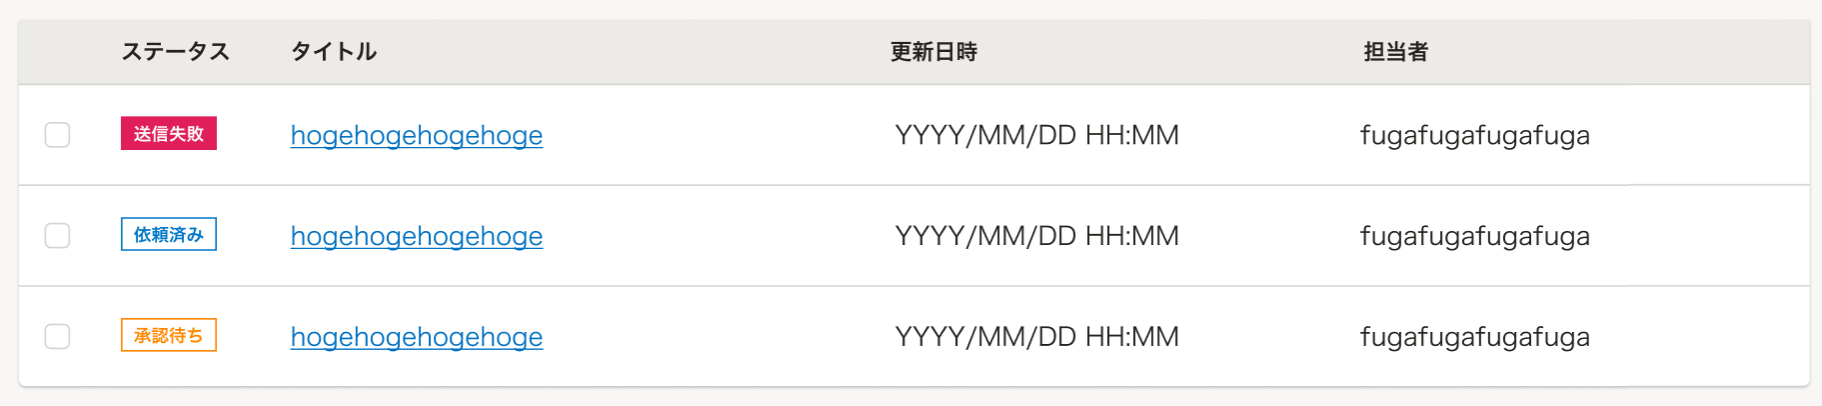 ステータス タイトル 更新日時 担当者
送信失敗 hogehogehogehoge YYYY/MM/DD HH:MM fugafugafugafuga
依頼済み hogehogehogehoge YYYY/MM/DD HH:MM fugafugafugafuga
承認待ち hogehogehogehoge YYYY/MM/DD HH:MM fugafugafugafuga